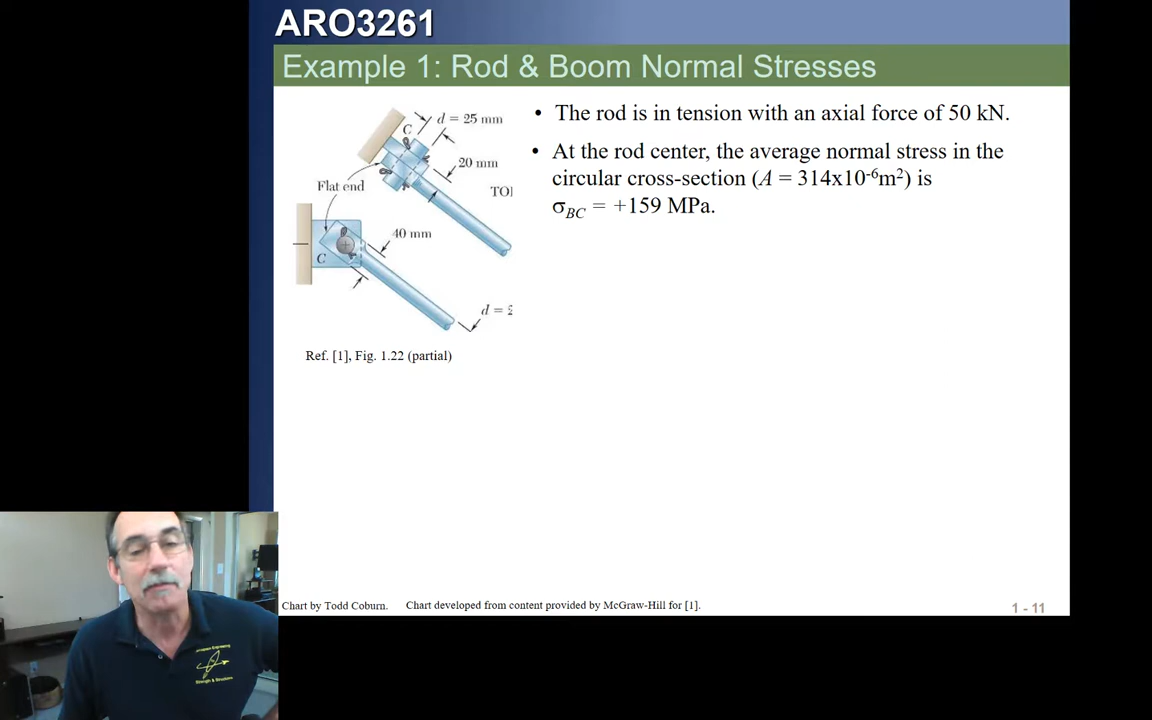 ARO3261
Example 1: Rod & Boom Normal Stresses
C
d = 25 mm
20 mm
Flat end
TOI
40 mm
C
d = 2
Ref. [1], Fig. 1.22 (partial)
• The rod is in tension with an axial force of 50 kN.
• At the rod center, the average normal stress in the
circular cross-section (A = 314x10⁻⁶m²) is
σBC = +159 MPa.
Chart by Todd Coburn. Chart developed from content provided by McGraw-Hill for [1].
1 - 11